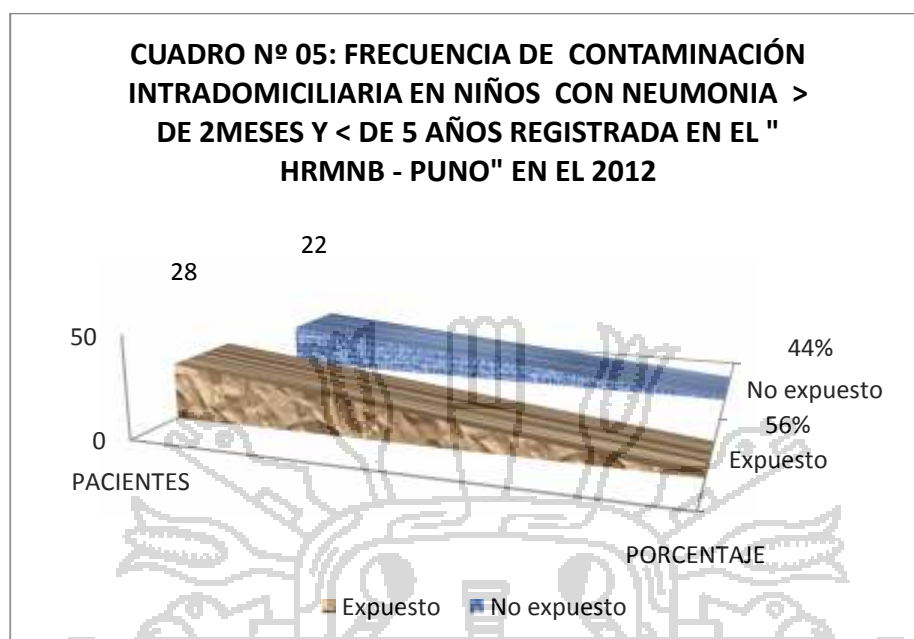 CUADRO Nº 05: FRECUENCIA DE CONTAMINACIÓN
INTRADOMICILIARIA EN NIÑOS CON NEUMONIA >
DE 2MESES Y < DE 5 AÑOS REGISTRADA EN EL "
HRMNB - PUNO" EN EL 2012
22
28
50
44%
No expuesto
56%
0
Expuesto
PACIENTES
PORCENTAJE
Expuesto No expuesto